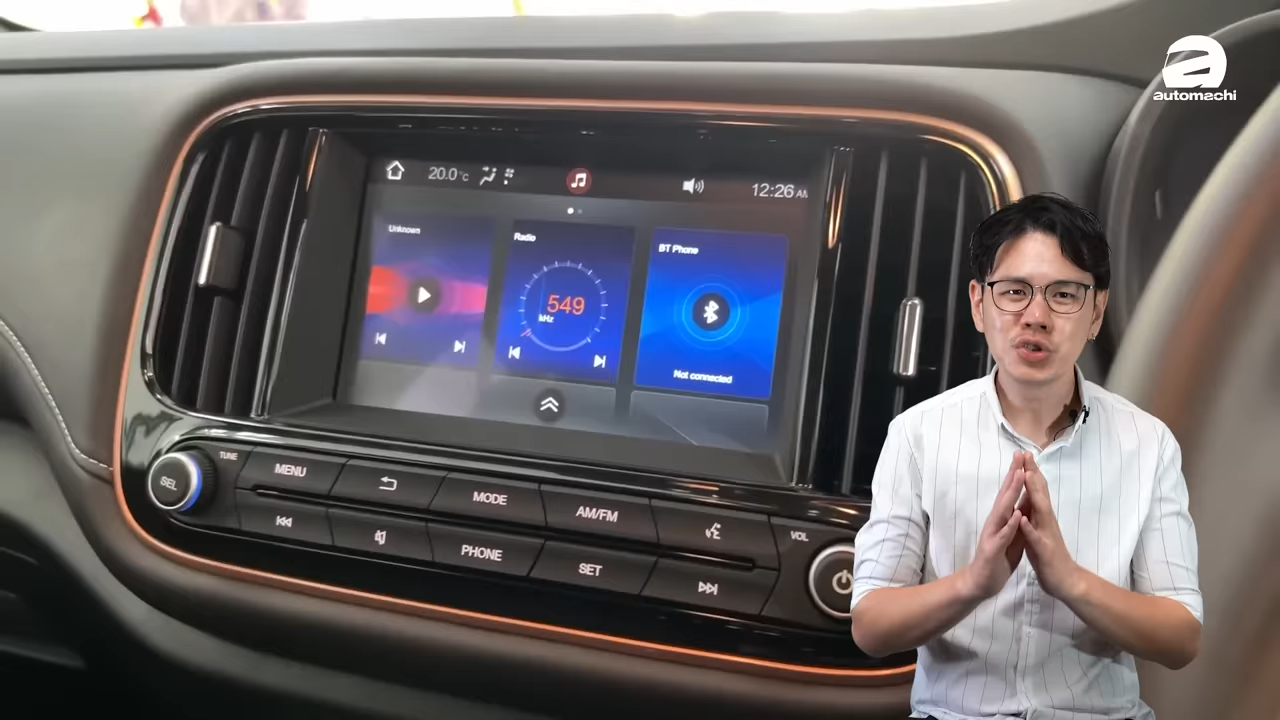 automachi
20.0°C
12:26 AM
Unknown
Radio
549
kHz
BT Phone
Not connected
TUNE
SEL
MENU
MODE
AM/FM
VOL
PHONE
SET